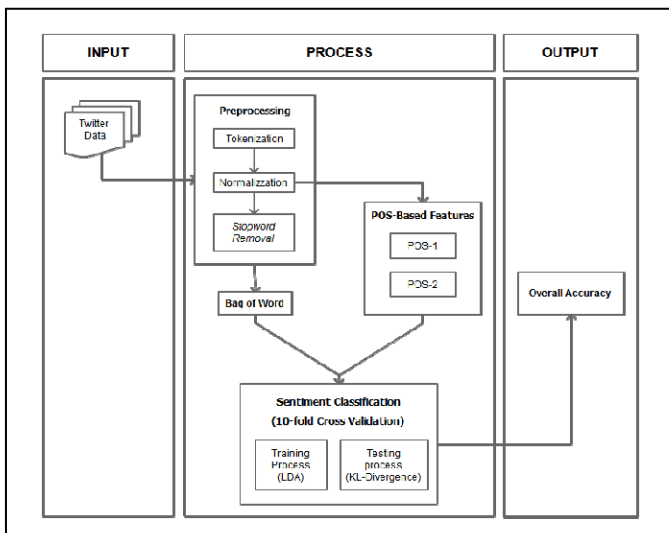 INPUT
PROCESS
OUTPUT
Twitter
Data
Preprocessing
Tokenization
Normalizzation
Stopword
Removal
POS-Based Features
POS-1
POS-2
Bag of Word
Overall Accuracy
Sentiment Classification
(10-fold Cross Validation)
Training
Process
(LDA)
Testing
process
(KL-Divergence)